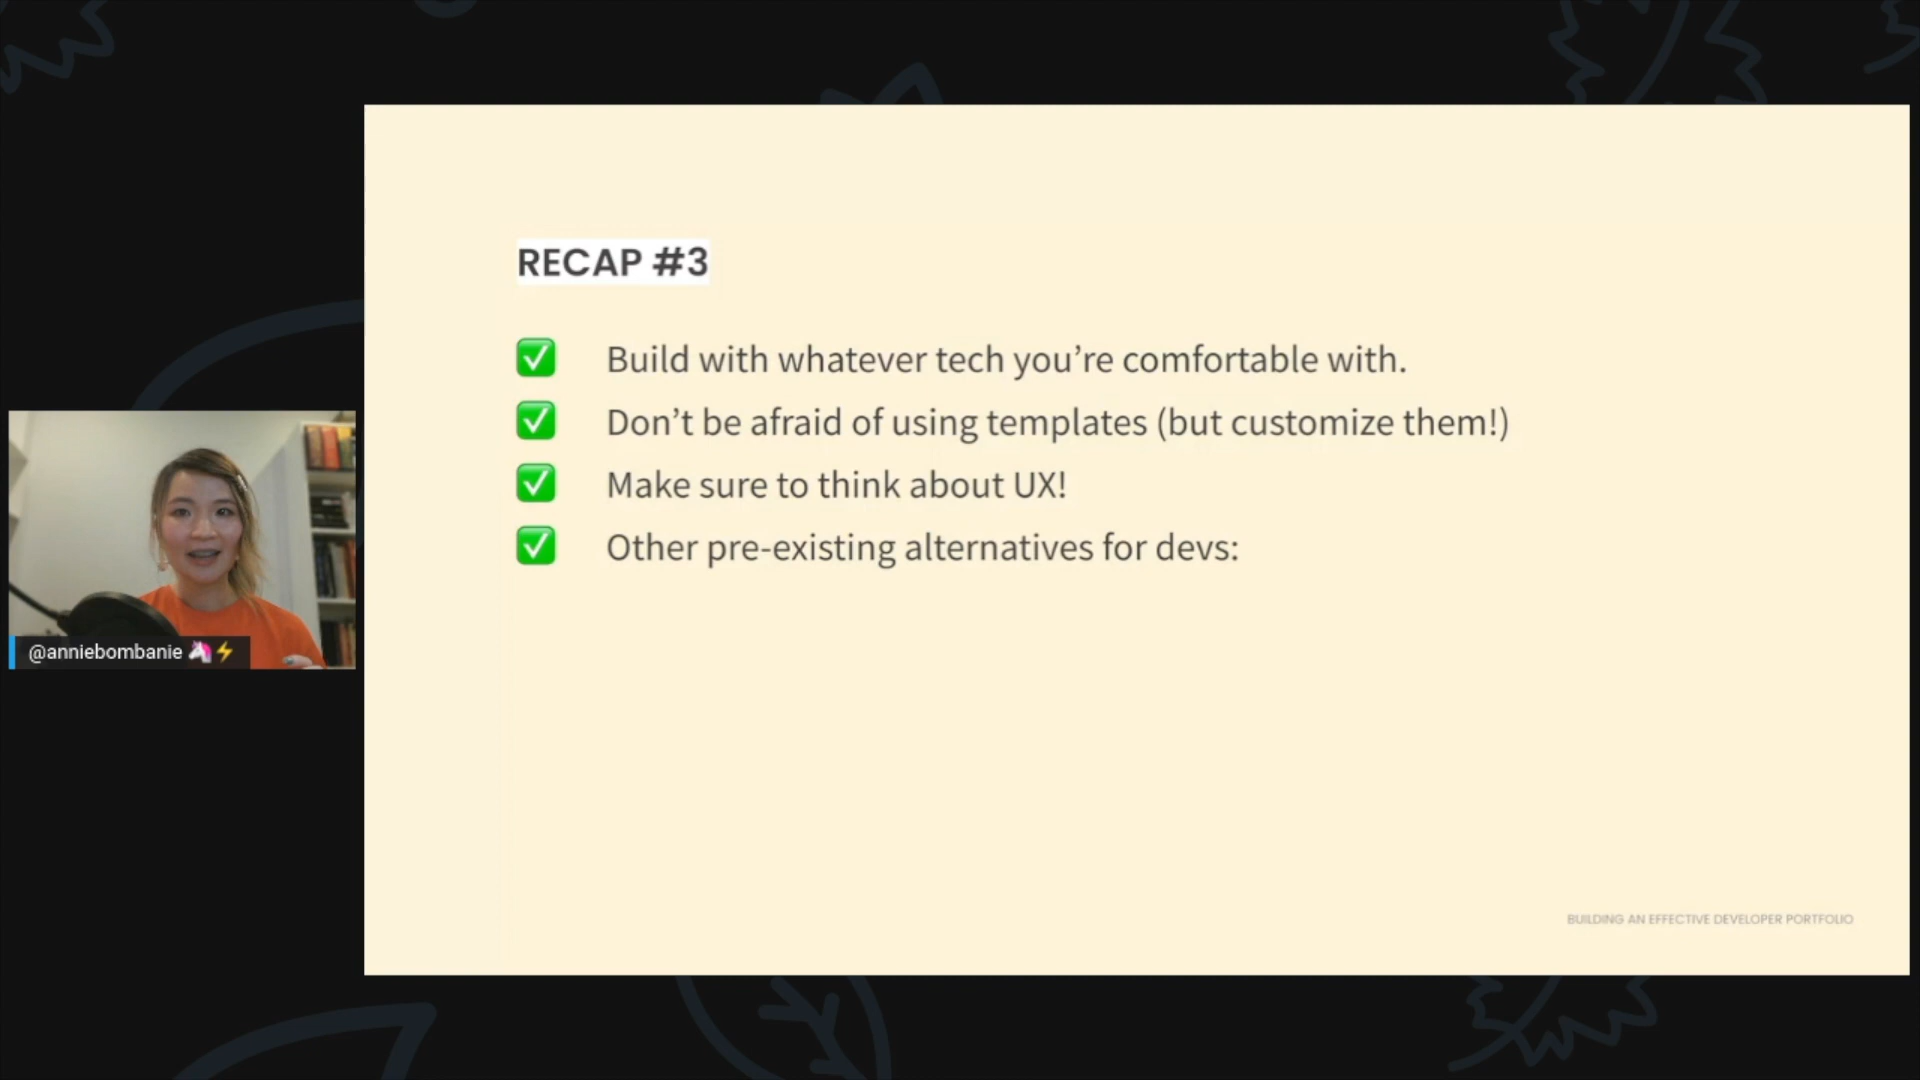 RECAP #3
✅ Build with whatever tech you’re comfortable with.
✅ Don’t be afraid of using templates (but customize them!)
✅ Make sure to think about UX!
✅ Other pre-existing alternatives for devs:
@anniebombanie 🦄⚡
BUILDING AN EFFECTIVE DEVELOPER PORTFOLIO